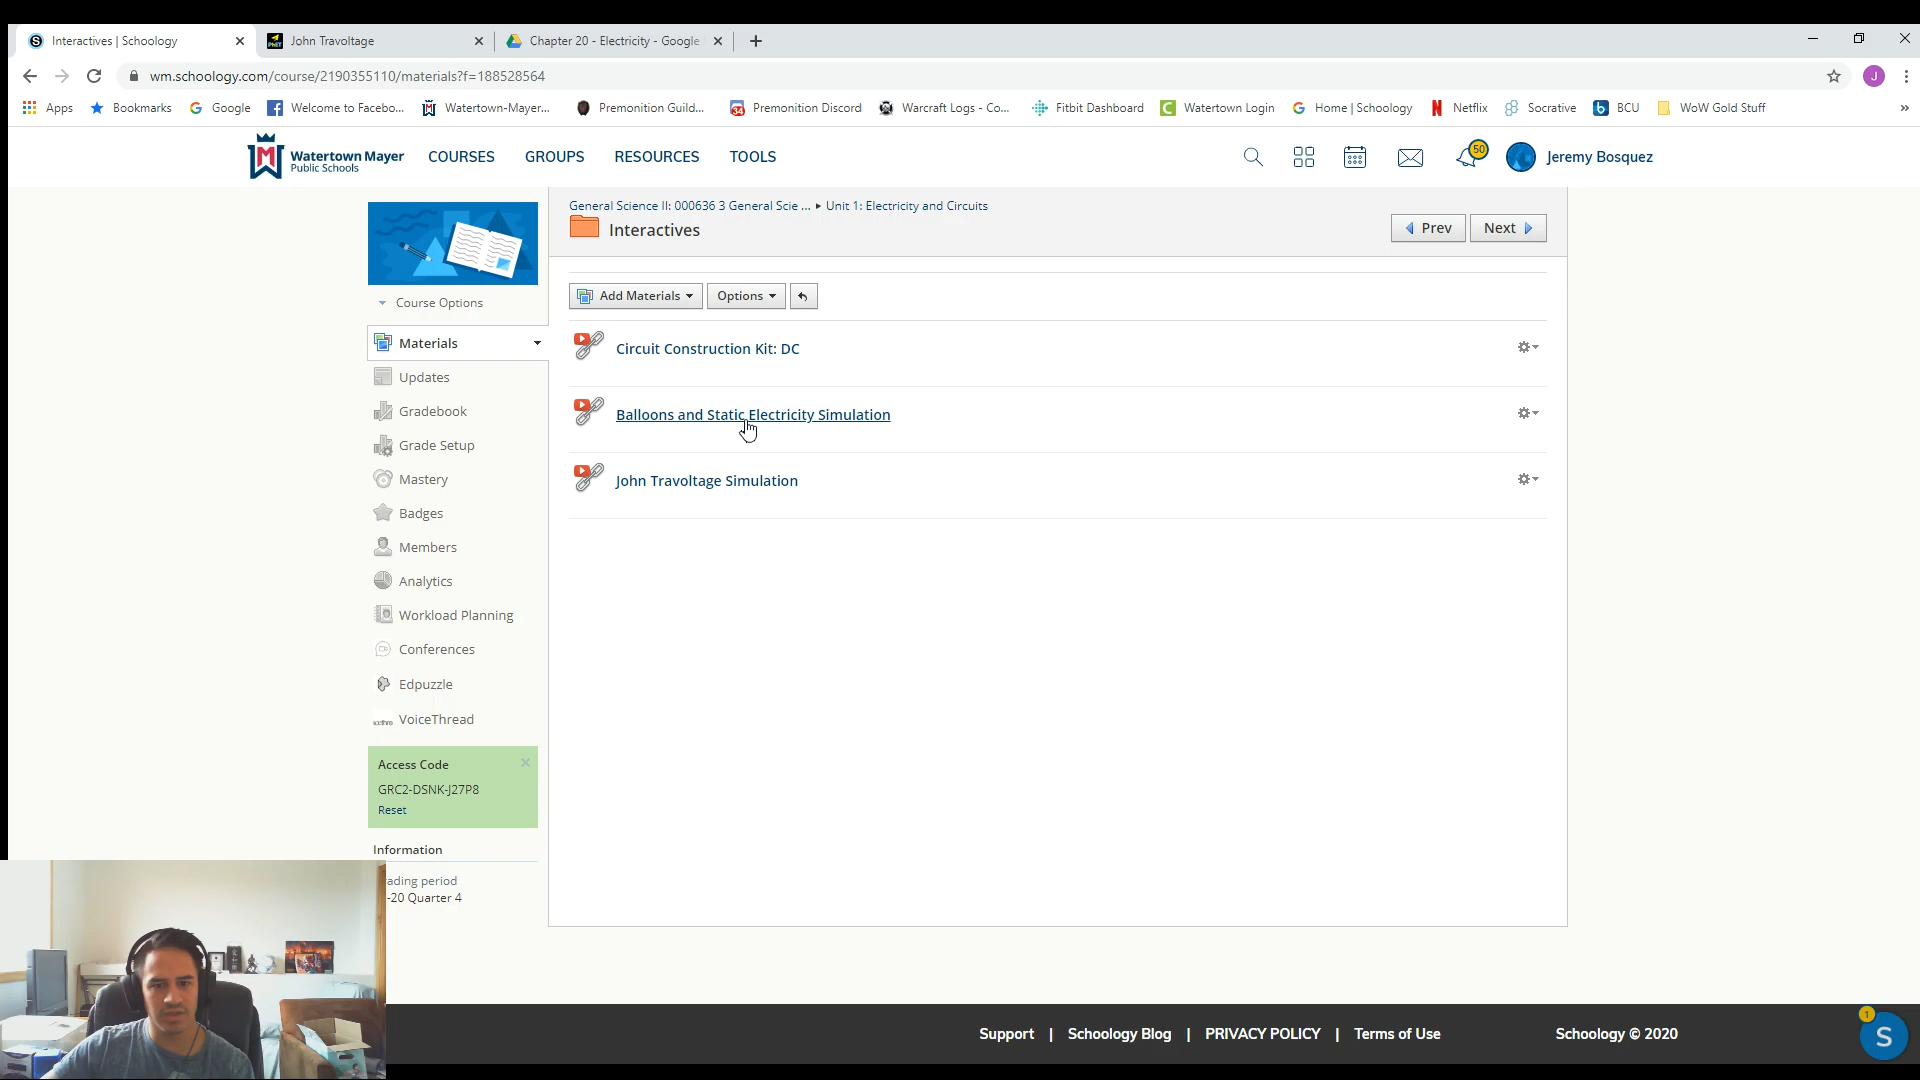 Interactives | Schoology
John Travoltage
Chapter 20 - Electricity - Google
wm.schoology.com/course/2190355110/materials?f=188528564
J
Apps
Bookmarks
Google
Welcome to Facebo...
Watertown-Mayer...
Premonition Guild...
Premonition Discord
Warcraft Logs - Co...
Fitbit Dashboard
Watertown Login
Home | Schoology
Netflix
Socrative
BCU
WoW Gold Stuff
»
Watertown Mayer
Public Schools
COURSES
GROUPS
RESOURCES
TOOLS
50
Jeremy Bosquez
General Science II: 000636 3 General Scie ... ▸ Unit 1: Electricity and Circuits
Interactives
Prev
Next
Course Options
Add Materials
Options
Materials
Updates
Gradebook
Grade Setup
Mastery
Badges
Members
Analytics
Workload Planning
Conferences
Edpuzzle
VoiceThread
Circuit Construction Kit: DC
Balloons and Static Electricity Simulation
John Travoltage Simulation
Access Code
GRC2-DSNK-J27P8
Reset
Information
ading period
-20 Quarter 4
Support | Schoology Blog | PRIVACY POLICY | Terms of Use
Schoology © 2020
1
S